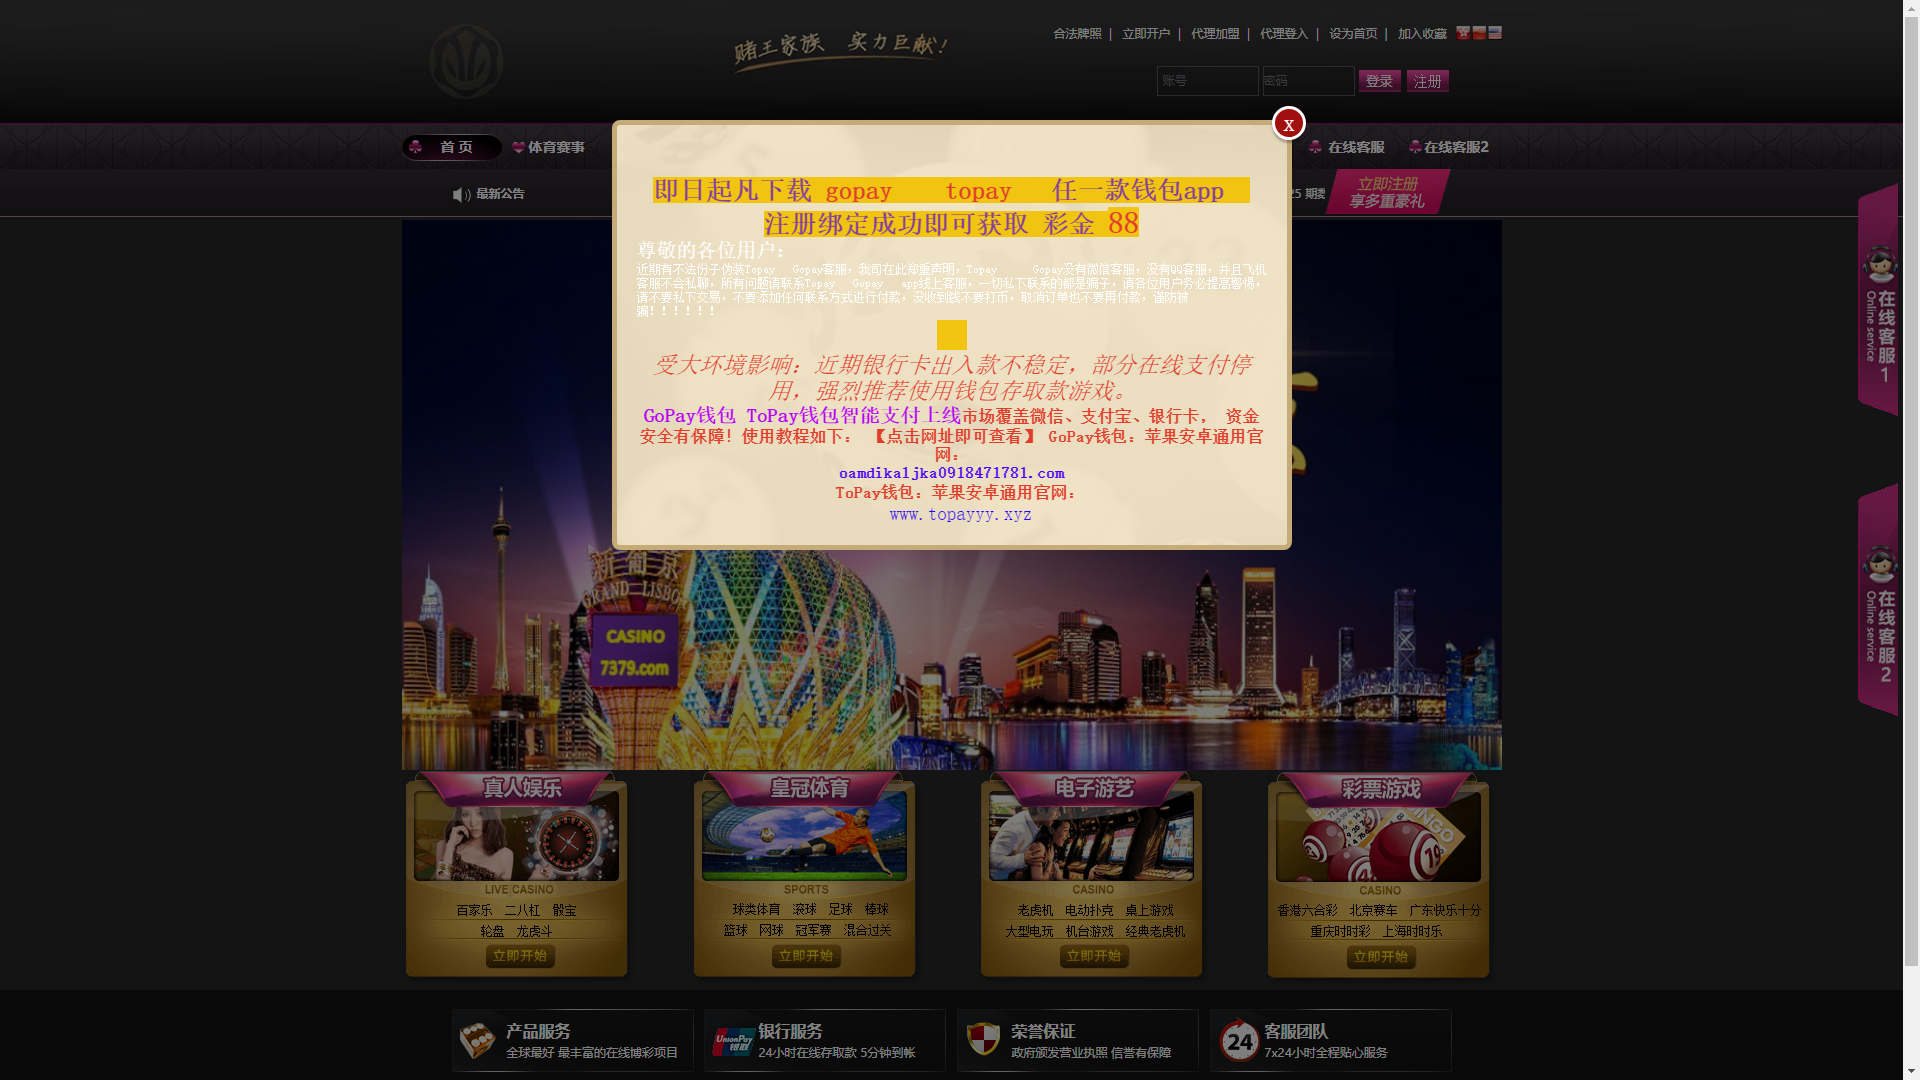 赌王家族 实力巨献!
合法牌照 | 立即开户 | 代理加盟 | 代理登入 | 设为首页 | 加入收藏
账号 密码 登录 注册
x
首 页 体育赛事 在线客服 在线客服2
最新公告
25 期委
立即注册
享多重豪礼
即日起凡下载 gopay topay 任一款钱包app
注册绑定成功即可获取 彩金 88
尊敬的各位用户：
近期有不法份子伪装Topay Gopay客服，我司在此郑重声明，Topay Gopay没有微信客服，没有QQ客服，并且飞机
客服不会私聊，所有问题请联系Topay Gopay app线上客服，一切私下联系的都是骗子，请各位用户务必提高警惕，
请不要私下交易，不要添加任何联系方式进行付款，没收到钱不要打币，取消订单也不要再付款，谨防被
骗！！！！！！
受大环境影响：近期银行卡出入款不稳定，部分在线支付停
用，强烈推荐使用钱包存取款游戏。
GoPay钱包 ToPay钱包智能支付上线市场覆盖微信、支付宝、银行卡， 资金
安全有保障！使用教程如下： 【点击网址即可查看】 GoPay钱包：苹果安卓通用官
网：
oamdikaljka0918471781.com
ToPay钱包：苹果安卓通用官网：
www.topayyy.xyz
在线客服1
Online service
在线客服2
Online service
新葡京
GRAND LISBO
CASINO
7379.com
真人娱乐
LIVE CASINO
百家乐 二八杠 骰宝
轮盘 龙虎斗
立即开始
皇冠体育
SPORTS
球类体育 滚球 足球 棒球
篮球 网球 冠军赛 混合过关
立即开始
电子游艺
CASINO
老虎机 电动扑克 桌上游戏
大型电玩 机台游戏 经典老虎机
立即开始
彩票游戏
BINGO
19
CASINO
香港六合彩 北京赛车 广东快乐十分
重庆时时彩 上海时时乐
立即开始
产品服务
全球最好 最丰富的在线博彩项目
UnionPay
银联
银行服务
24小时在线存取款 5分钟到帐
荣誉保证
政府颁发营业执照 信誉有保障
24
客服团队
7x24小时全程贴心服务